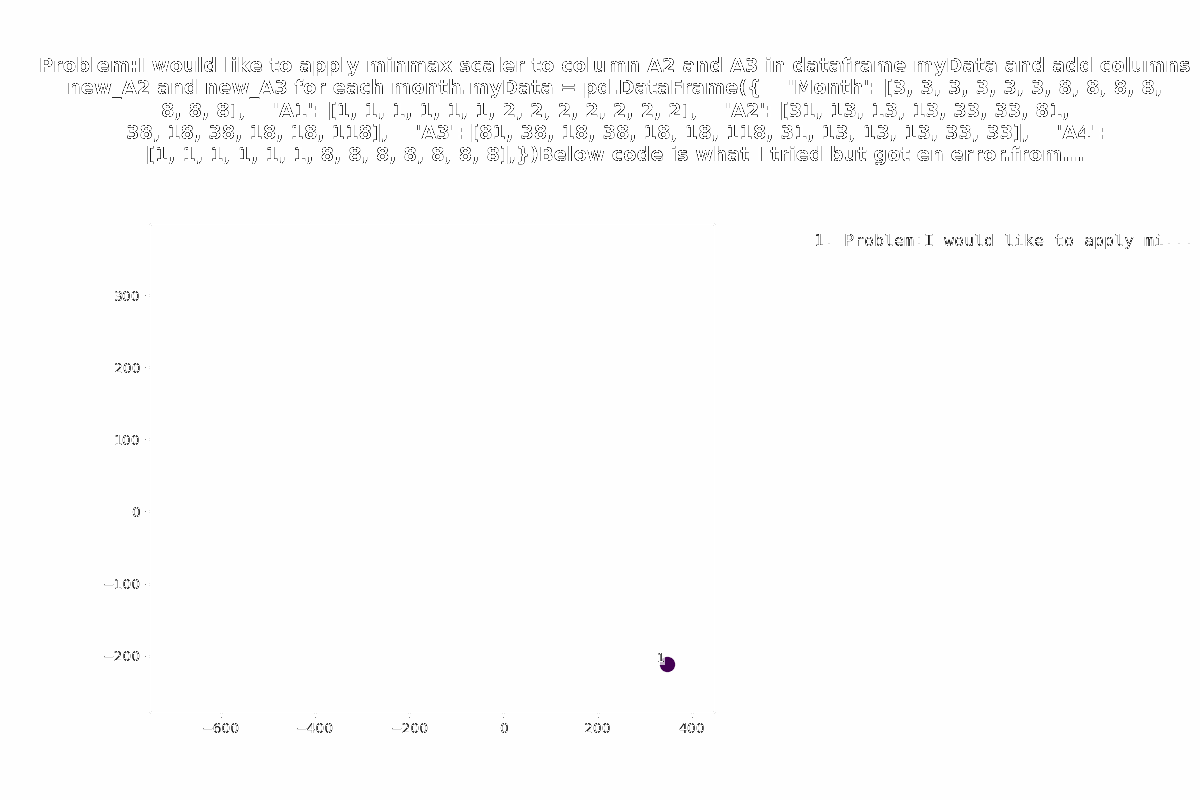 Problem:I would like to apply minmax scaler to column A2 and A3 in dataframe myData and add columns
new_A2 and new_A3 for each month.myData = pd.DataFrame({    "Month": [3, 3, 3, 3, 3, 3, 8, 8, 8, 8,
8, 8, 8],    "A1": [1, 1, 1, 1, 1, 1, 2, 2, 2, 2, 2, 2, 2],    "A2": [31, 13, 13, 13, 33, 33, 81,
38, 18, 38, 18, 18, 118],    "A3": [81, 38, 18, 38, 18, 18, 118, 31, 13, 13, 13, 33, 33],    "A4":
[1, 1, 1, 1, 1, 1, 8, 8, 8, 8, 8, 8, 8],})Below code is what I tried but got en error.from...
1. Problem:I would like to apply mi...
300
200
100
0
−100
−200
1
−600 −400 −200 0 200 400